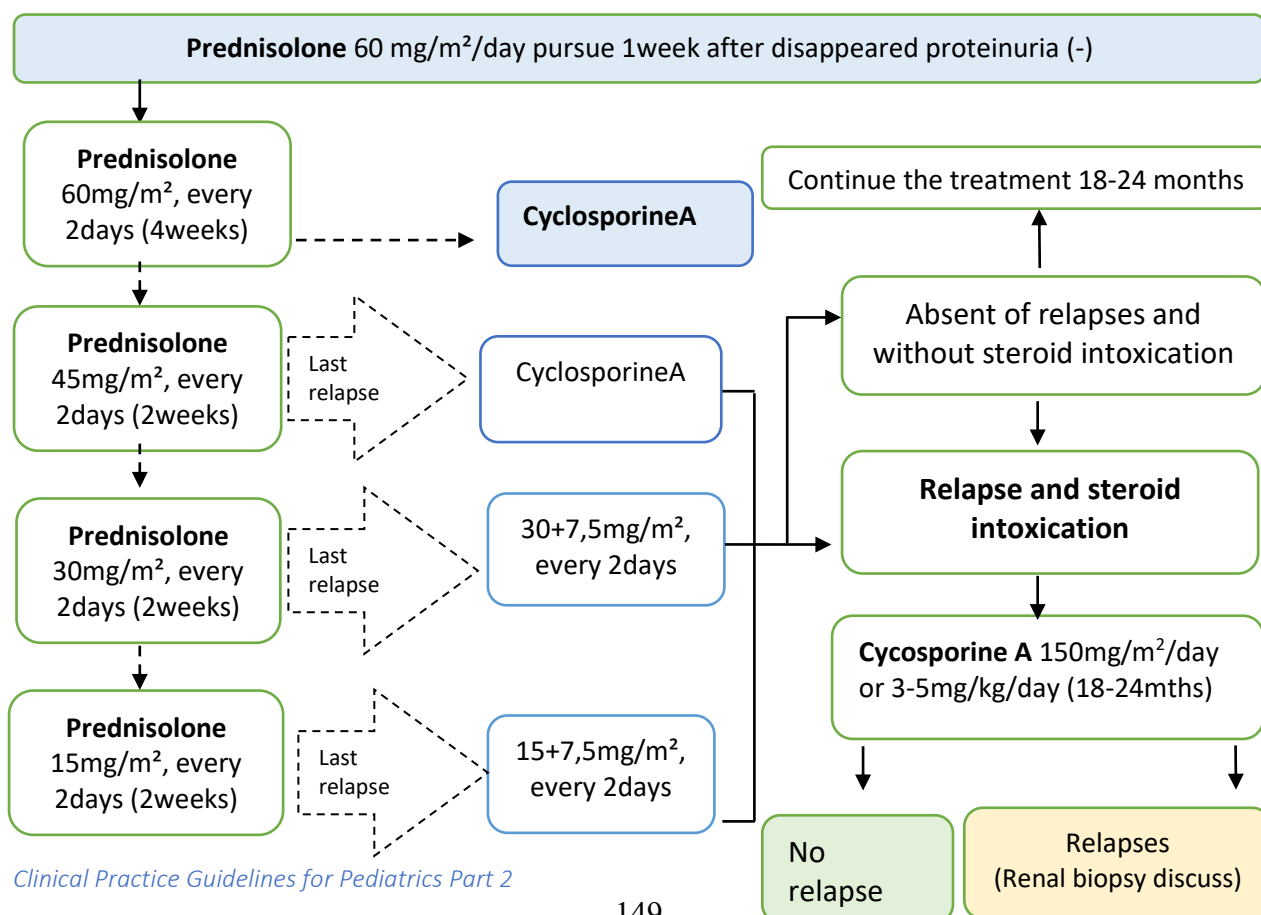 Prednisolone 60 mg/m²/day pursue 1week after disappeared proteinuria (-)
Prednisolone
60mg/m², every
2days (4weeks)
CyclosporineA
Continue the treatment 18-24 months
Prednisolone
45mg/m², every
2days (2weeks)
Last
relapse
CyclosporineA
Absent of relapses and
without steroid intoxication
Prednisolone
30mg/m², every
2days (2weeks)
Last
relapse
30+7,5mg/m²,
every 2days
Relapse and steroid
intoxication
Prednisolone
15mg/m², every
2days (2weeks)
Last
relapse
15+7,5mg/m²,
every 2days
Cycosporine A 150mg/m²/day
or 3-5mg/kg/day (18-24mths)
No
relapse
Relapses
(Renal biopsy discuss)
Clinical Practice Guidelines for Pediatrics Part 2
149